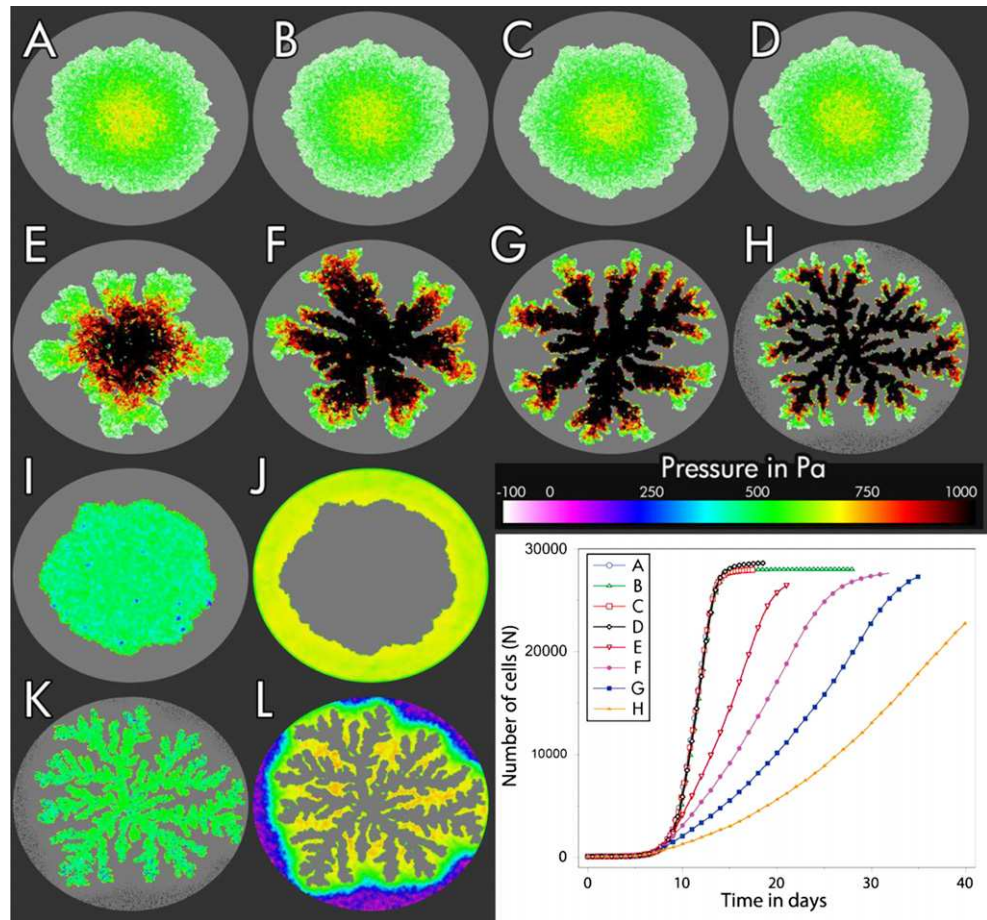 A B C D
E F G H
I J
Pressure in Pa
-100 0 250 500 750 1000
K L
30000
20000
10000
0
Number of cells (N)
A
B
C
D
E
F
G
H
0 10 20 30 40
Time in days